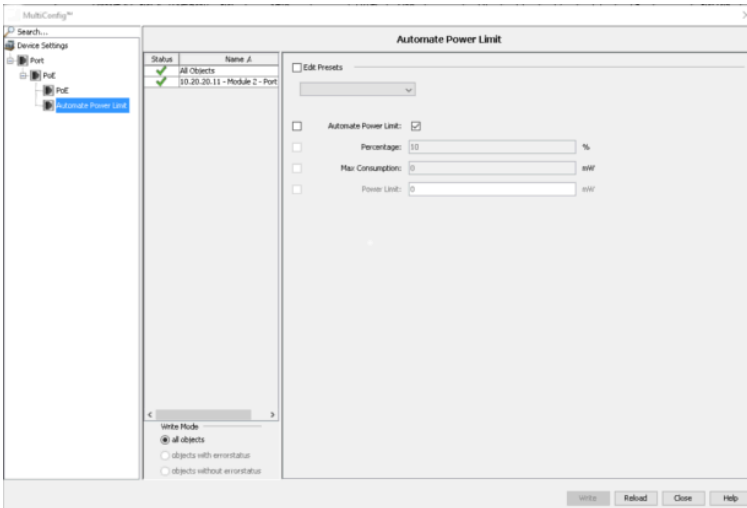 MultiConfig™
Automate Power Limit
Search...
Device Settings
Port
PoE
PoE
Automate Power Limit
Status Name
All Objects
10.20.20.11 - Module 2 - Port
Edit Presets
Automate Power Limit:
Percentage: 10 %
Max Consumption: 0 mW
Power Limit: 0 mW
Write Mode
all objects
objects with errorstatus
objects without errorstatus
Write Reload Close Help